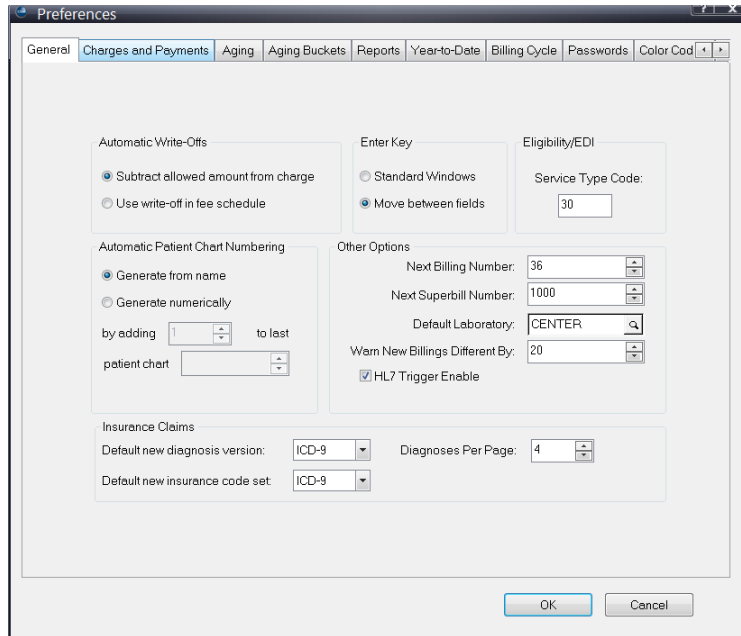 Preferences
General Charges and Payments Aging Aging Buckets Reports Year-to-Date Billing Cycle Passwords Color Cod
Automatic Write-Offs
Subtract allowed amount from charge
Use write-off in fee schedule
Enter Key
Standard Windows
Move between fields
Eligibility/EDI
Service Type Code:
30
Automatic Patient Chart Numbering
Generate from name
Generate numerically
by adding 1 to last
patient chart
Other Options
Next Billing Number: 36
Next Superbill Number: 1000
Default Laboratory: CENTER
Warn New Billings Different By: 20
HL7 Trigger Enable
Insurance Claims
Default new diagnosis version: ICD-9 Diagnoses Per Page: 4
Default new insurance code set: ICD-9
OK Cancel